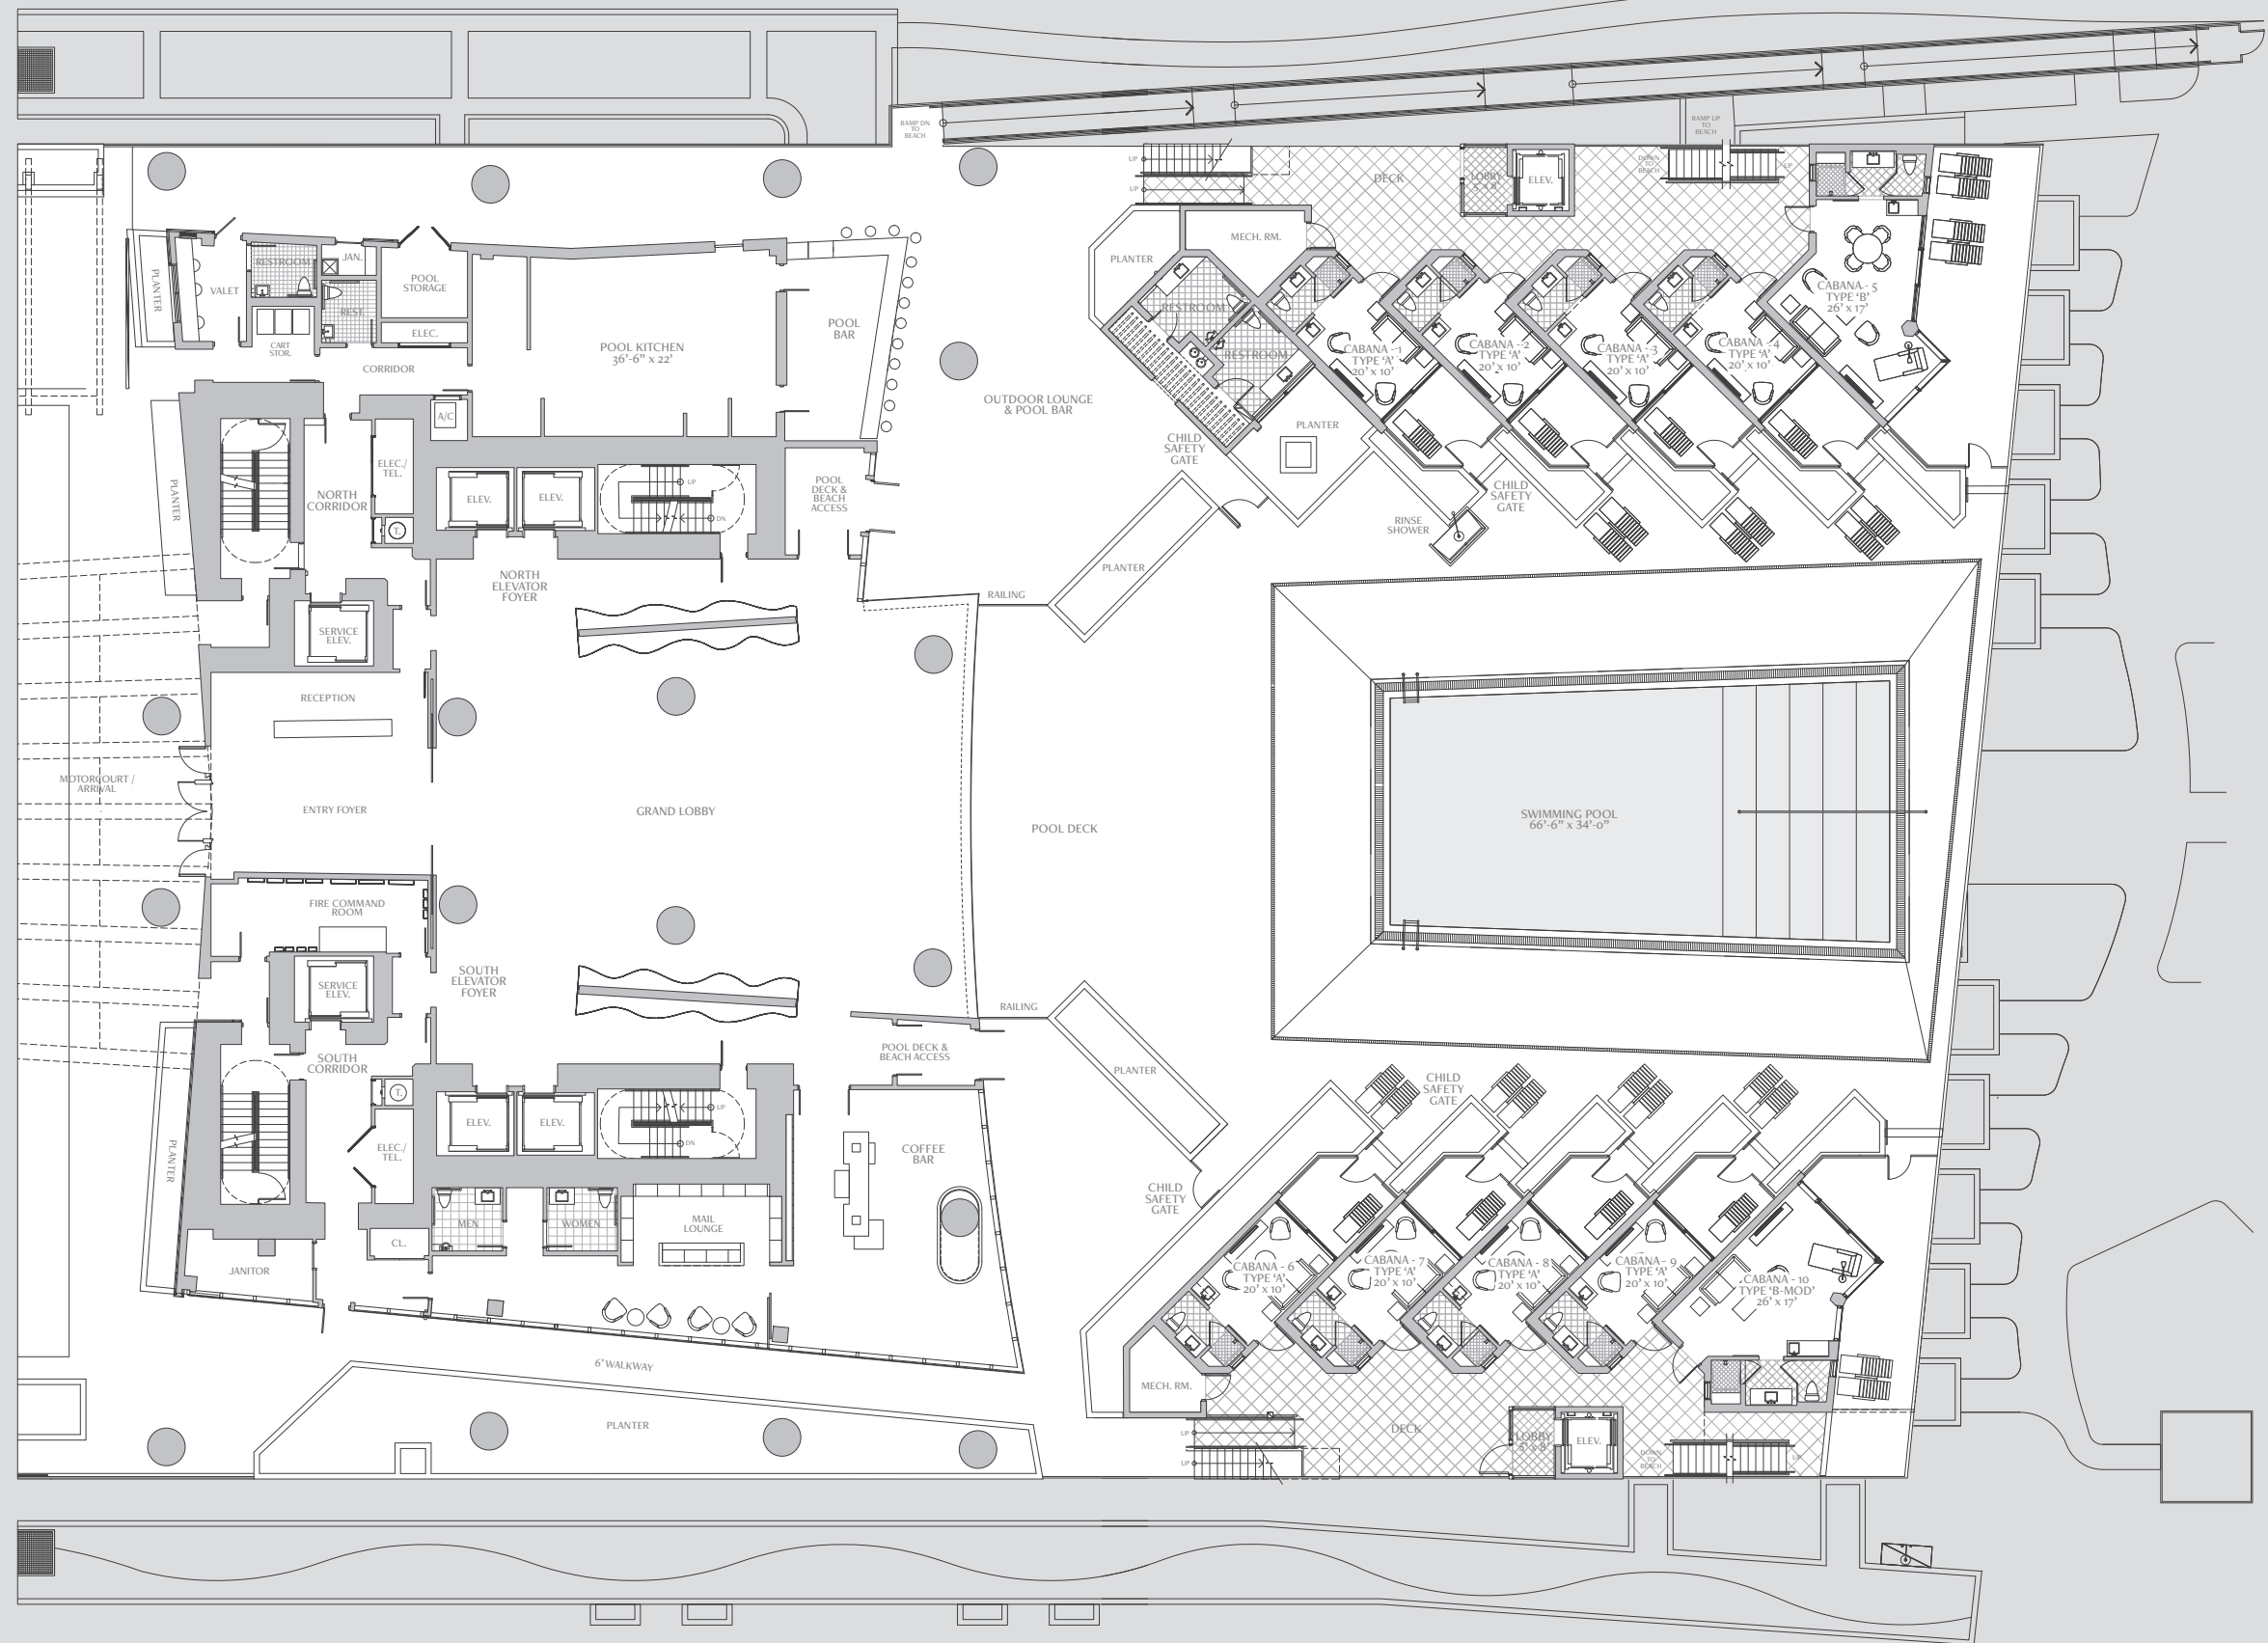 RAMP DN
TO
BEACH
RAMP UP
TO
BEACH
UP
UP
DECK
LOBBY
5' x 8'
ELEV.
DOWN
TO
BEACH
UP
MECH. RM.
PLANTER
RESTROOM
RESTROOM
CABANA - 1
TYPE ‘A’
20’ x 10’
CABANA - 2
TYPE ‘A’
20’ x 10’
CABANA - 3
TYPE ‘A’
20’ x 10’
CABANA - 4
TYPE ‘A’
20’ x 10’
CABANA - 5
TYPE ‘B’
26’ x 17’
PLANTER
VALET
RESTROOM
JAN.
REST.
CART
STOR.
POOL
STORAGE
ELEC.
CORRIDOR
POOL KITCHEN
36’-6” x 22’
POOL
BAR
OUTDOOR LOUNGE
& POOL BAR
CHILD
SAFETY
GATE
PLANTER
CHILD
SAFETY
GATE
RINSE
SHOWER
A/C
PLANTER
NORTH
CORRIDOR
ELEC./
TEL.
T.
ELEV.
ELEV.
UP
DN
POOL
DECK &
BEACH
ACCESS
PLANTER
NORTH
ELEVATOR
FOYER
RAILING
SERVICE
ELEV.
RECEPTION
MOTORCOURT /
ARRIVAL
ENTRY FOYER
GRAND LOBBY
POOL DECK
SWIMMING POOL
66’-6” x 34’-0”
FIRE COMMAND
ROOM
SOUTH
ELEVATOR
FOYER
SERVICE
ELEV.
RAILING
SOUTH
CORRIDOR
POOL DECK &
BEACH ACCESS
PLANTER
CHILD
SAFETY
GATE
T.
ELEV.
ELEV.
UP
DN
PLANTER
ELEC./
TEL.
COFFEE
BAR
CHILD
SAFETY
GATE
MEN
WOMEN
MAIL
LOUNGE
CL.
JANITOR
CABANA - 6
TYPE ‘A’
20’ x 10’
CABANA - 7
TYPE ‘A’
20’ x 10’
CABANA - 8
TYPE ‘A’
20’ x 10’
CABANA - 9
TYPE ‘A’
20’ x 10’
CABANA - 10
TYPE ‘B-MOD’
26’ x 17’
6’ WALKWAY
MECH. RM.
PLANTER
UP
UP
DECK
LOBBY
5' x 8'
ELEV.
DOWN
TO
BEACH
UP